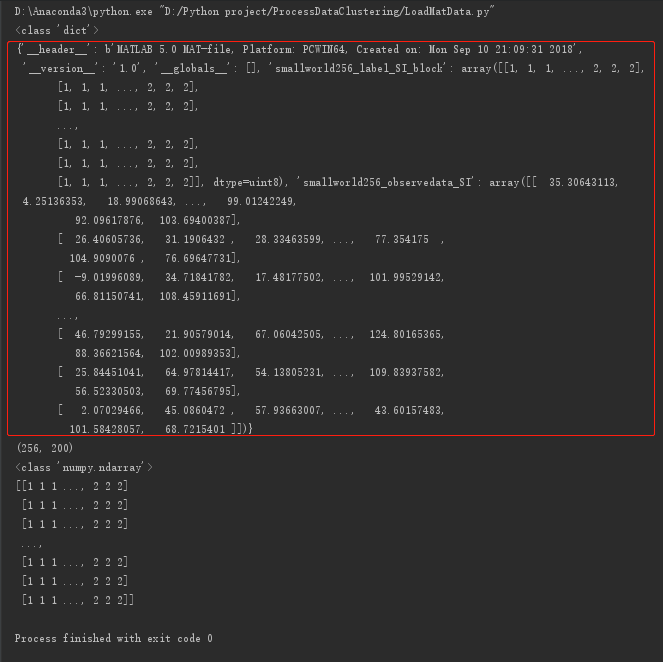 D:\Anaconda3\python.exe "D:/Python project/ProcessDataClustering/LoadMatData.py"
<class 'dict'>
{'__header__': b'MATLAB 5.0 MAT-file, Platform: PCWIN64, Created on: Mon Sep 10 21:09:31 2018',
'__version__': '1.0', '__globals__': [], 'smallworld256_label_SI_block': array([[1, 1, 1, ..., 2, 2, 2],
[1, 1, 1, ..., 2, 2, 2],
[1, 1, 1, ..., 2, 2, 2],
...,
[1, 1, 1, ..., 2, 2, 2],
[1, 1, 1, ..., 2, 2, 2],
[1, 1, 1, ..., 2, 2, 2]], dtype=uint8), 'smallworld256_observedata_SI': array([[ 35.30643113,
4.25136353, 18.99068643, ..., 99.01242249,
92.09617876, 103.69400387],
[ 26.40605736, 31.1906432 , 28.33463599, ..., 77.354175 ,
104.9090076 , 76.69647731],
[ -9.01996089, 34.71841782, 17.48177502, ..., 101.99529142,
66.81150741, 108.45911691],
...,
[ 46.79299155, 21.90579014, 67.06042505, ..., 124.80165365,
88.36621564, 102.00989353],
[ 25.84451041, 64.97814417, 54.13805231, ..., 109.83937582,
56.52330503, 69.77456795],
[ 2.07029466, 45.0860472 , 57.93663007, ..., 43.60157483,
101.58428057, 68.7215401 ]])}
(256, 200)
<class 'numpy.ndarray'>
[[1 1 1 ..., 2 2 2]
[1 1 1 ..., 2 2 2]
[1 1 1 ..., 2 2 2]
...,
[1 1 1 ..., 2 2 2]
[1 1 1 ..., 2 2 2]
[1 1 1 ..., 2 2 2]]
Process finished with exit code 0